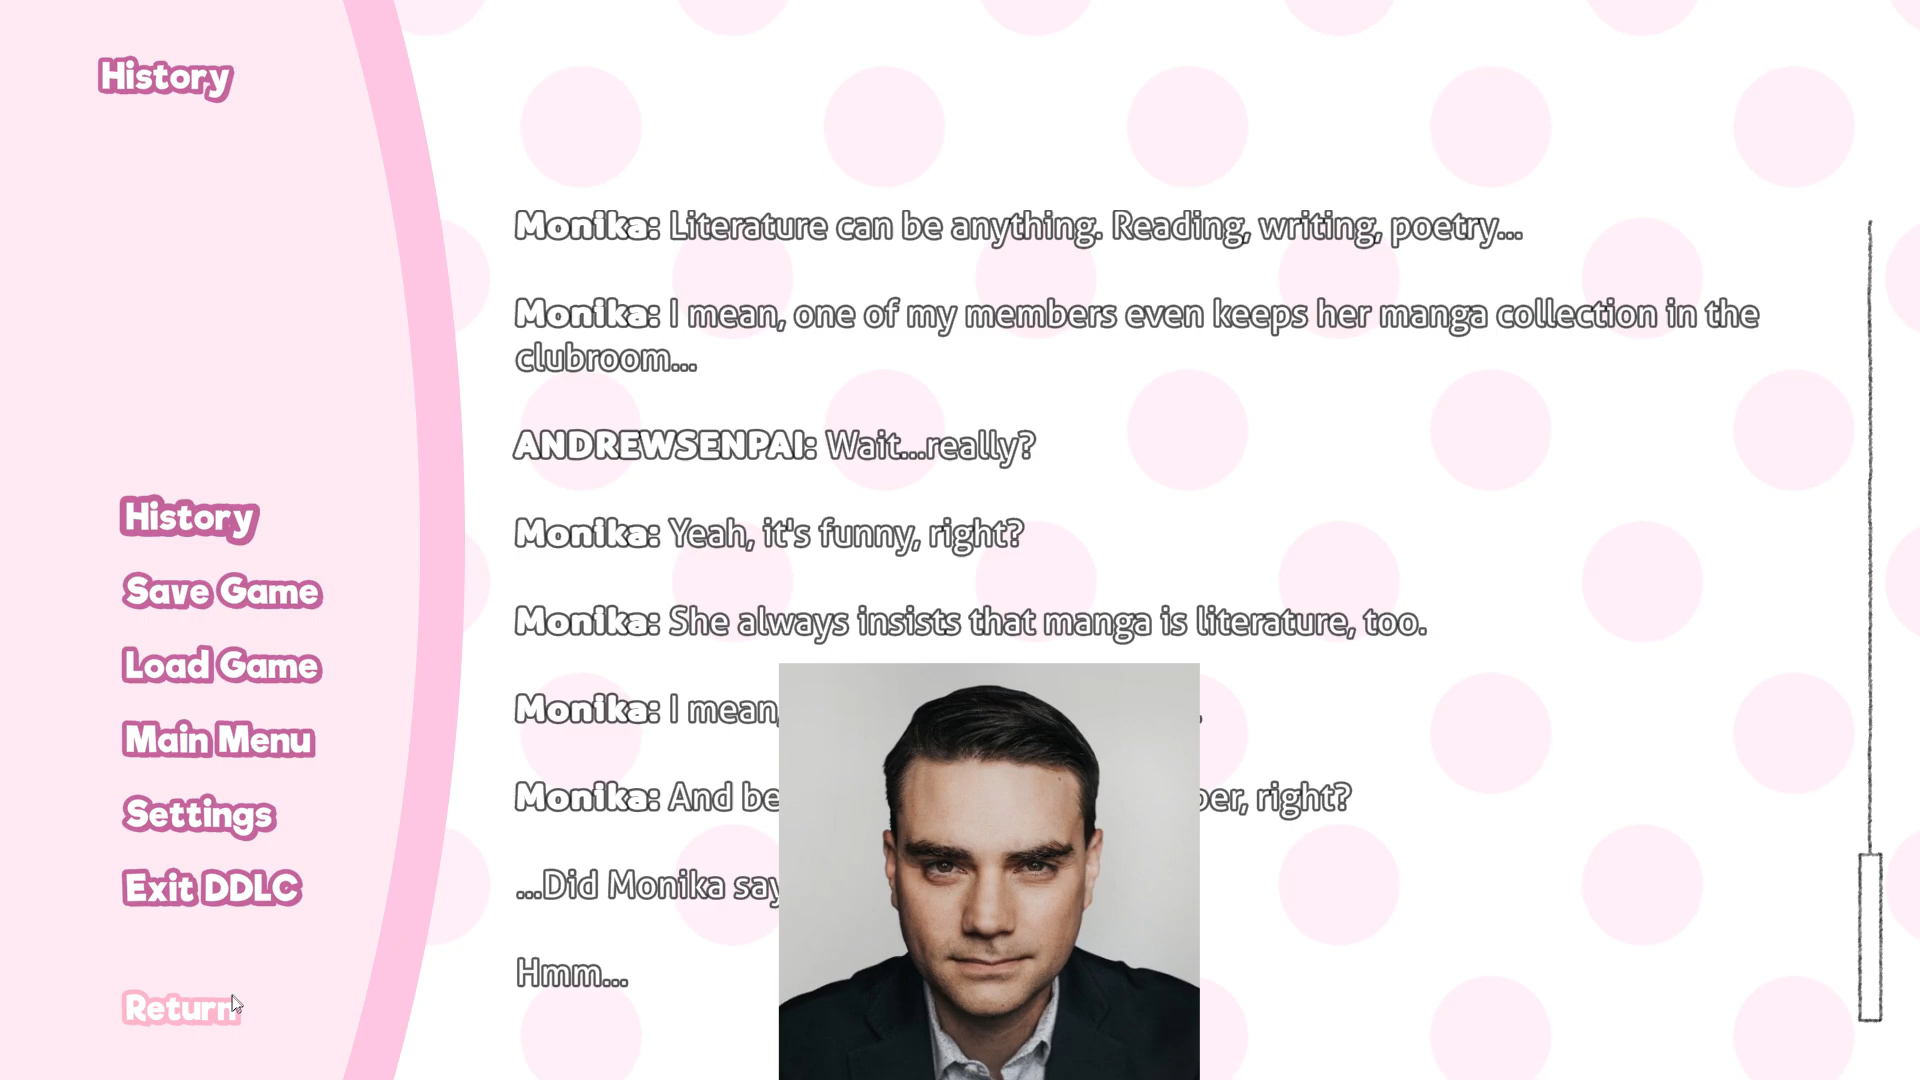 History
Monika: Literature can be anything. Reading, writing, poetry...
Monika: I mean, one of my members even keeps her manga collection in the
clubroom...
ANDREWSENPAI: Wait...really?
Monika: Yeah, it's funny, right?
Monika: She always insists that manga is literature, too.
Monika: I mean,
Monika: And be per, right?
...Did Monika say
Hmm...
History
Save Game
Load Game
Main Menu
Settings
Exit DDLC
Return